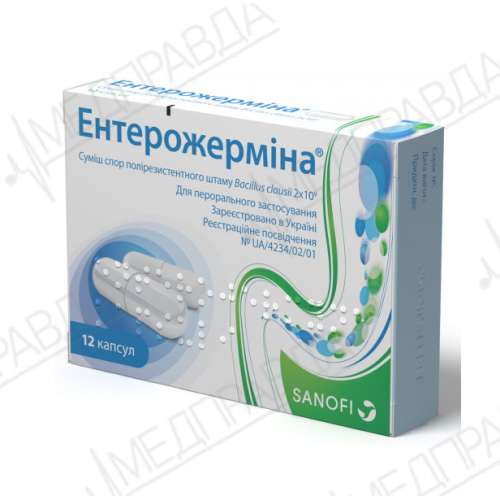 Ентерожерміна®
Суміш спор полірезистентного штаму Bacillus clausii 2x10⁹
Для перорального застосування
Зареєстровано в Україні
Реєстраційне посвідчення
№ UA/4234/02/01
12 капсул
SANOFI
МЕДПРАВДА